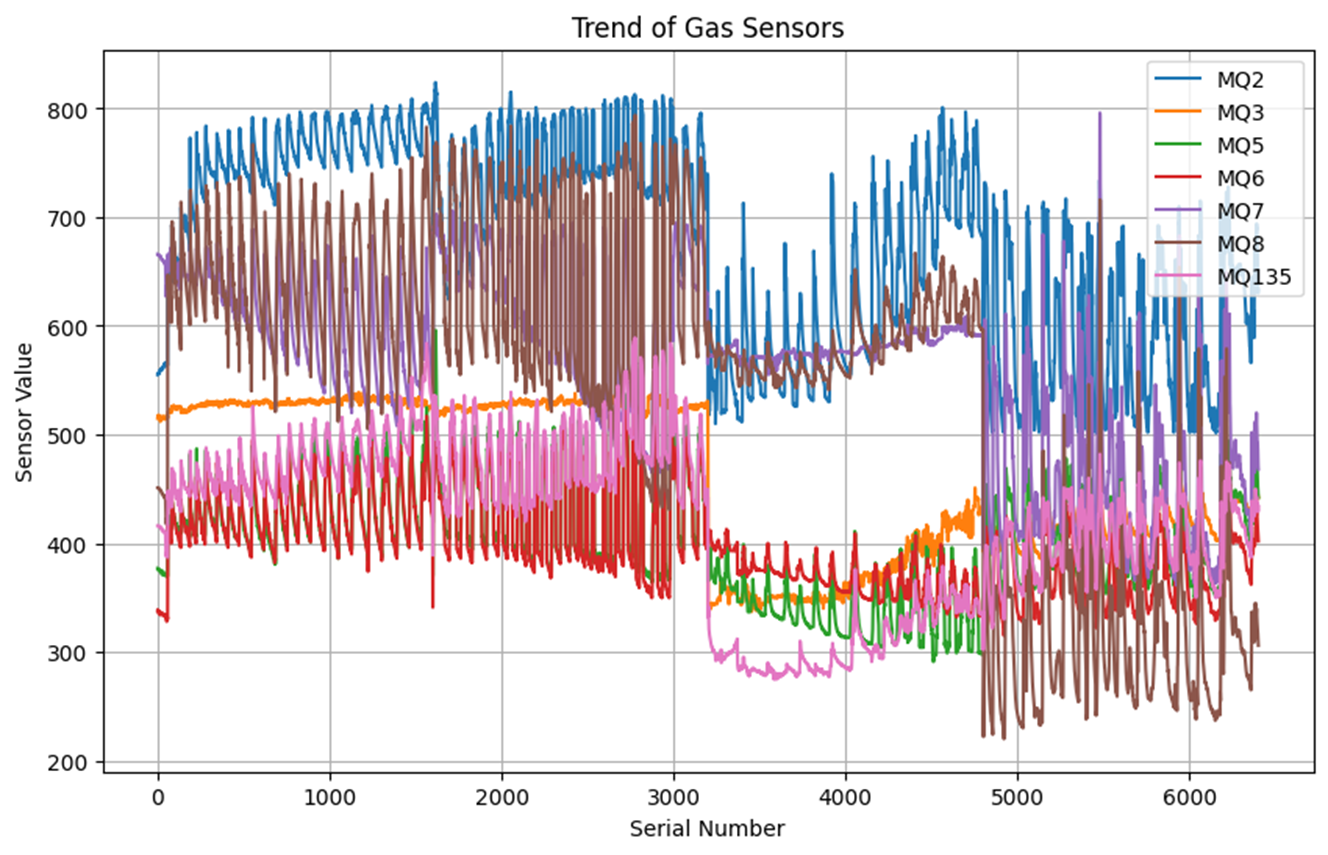 Trend of Gas Sensors
MQ2
MQ3
MQ5
MQ6
MQ7
MQ8
MQ135
Sensor Value
800
700
600
500
400
300
200
0 1000 2000 3000 4000 5000 6000
Serial Number